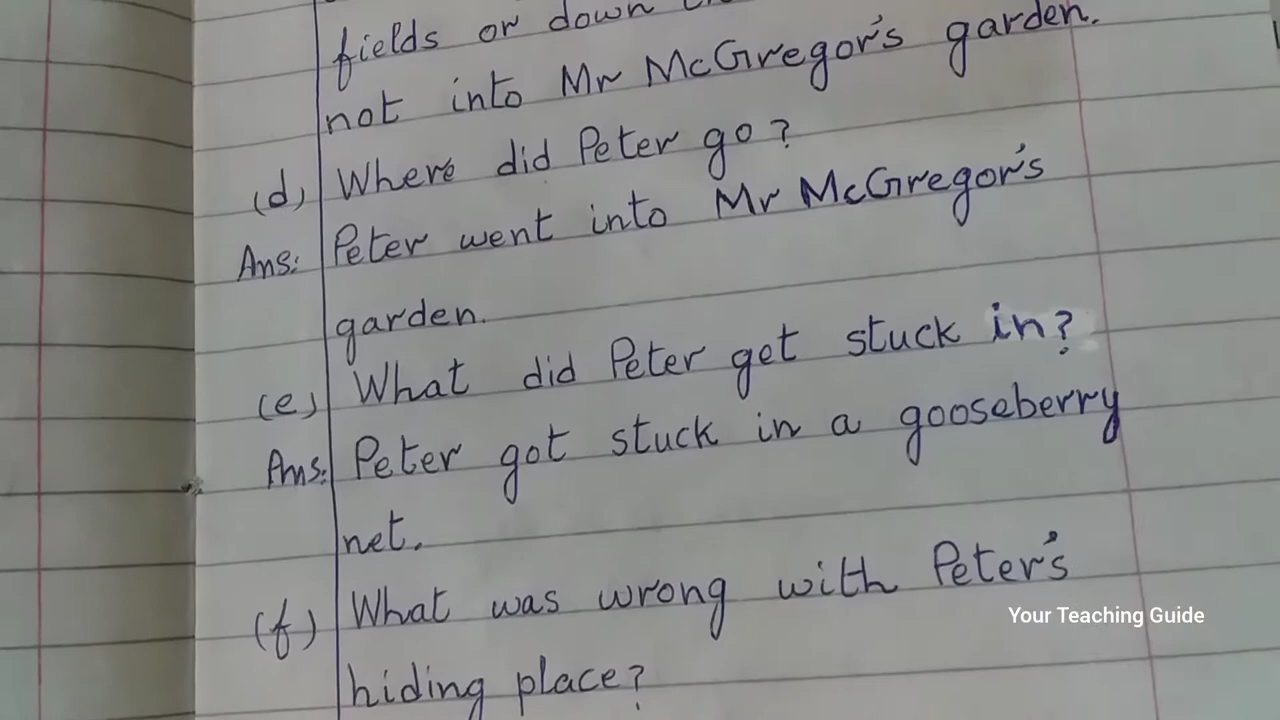 fields or down
not into Mr McGregor's garden.
(d) Where did Peter go?
Ans: Peter went into Mr McGregor's
garden.
(e) What did Peter get stuck in?
Ans: Peter got stuck in a gooseberry
net.
(f) What was wrong with Peter's
Your Teaching Guide
hiding place?